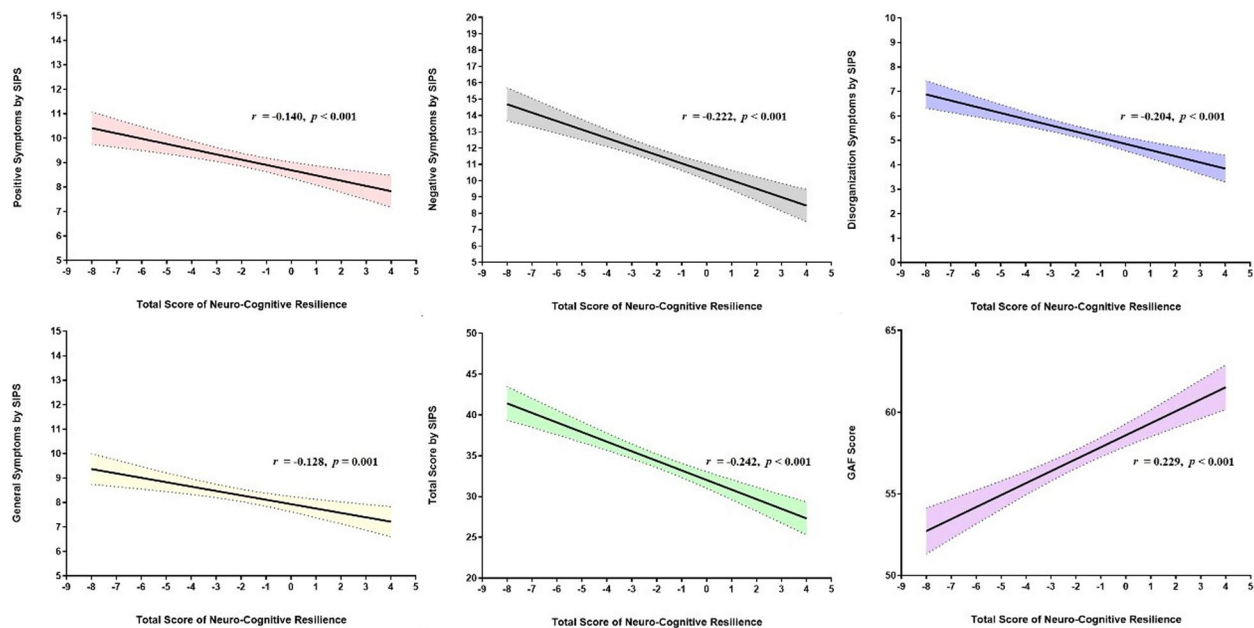 Positive Symptoms by SIPS
15
14
13
12
11
10
9
8
7
6
5
r = -0.140, p < 0.001
-9 -8 -7 -6 -5 -4 -3 -2 -1 0 1 2 3 4 5
Total Score of Neuro-Cognitive Resilience
Negative Symptoms by SIPS
20
19
18
17
16
15
14
13
12
11
10
9
8
7
6
5
r = -0.222, p < 0.001
-9 -8 -7 -6 -5 -4 -3 -2 -1 0 1 2 3 4 5
Total Score of Neuro-Cognitive Resilience
Disorganization Symptoms by SIPS
10
9
8
7
6
5
4
3
2
1
0
r = -0.204, p < 0.001
-9 -8 -7 -6 -5 -4 -3 -2 -1 0 1 2 3 4 5
Total Score of Neuro-Cognitive Resilience
General Symptoms by SIPS
15
14
13
12
11
10
9
8
7
6
5
r = -0.128, p = 0.001
-9 -8 -7 -6 -5 -4 -3 -2 -1 0 1 2 3 4 5
Total Score of Neuro-Cognitive Resilience
Total Score by SIPS
50
45
40
35
30
25
20
r = -0.242, p < 0.001
-9 -8 -7 -6 -5 -4 -3 -2 -1 0 1 2 3 4 5
Total Score of Neuro-Cognitive Resilience
GAF Score
65
60
55
50
r = 0.229, p < 0.001
-9 -8 -7 -6 -5 -4 -3 -2 -1 0 1 2 3 4 5
Total Score of Neuro-Cognitive Resilience